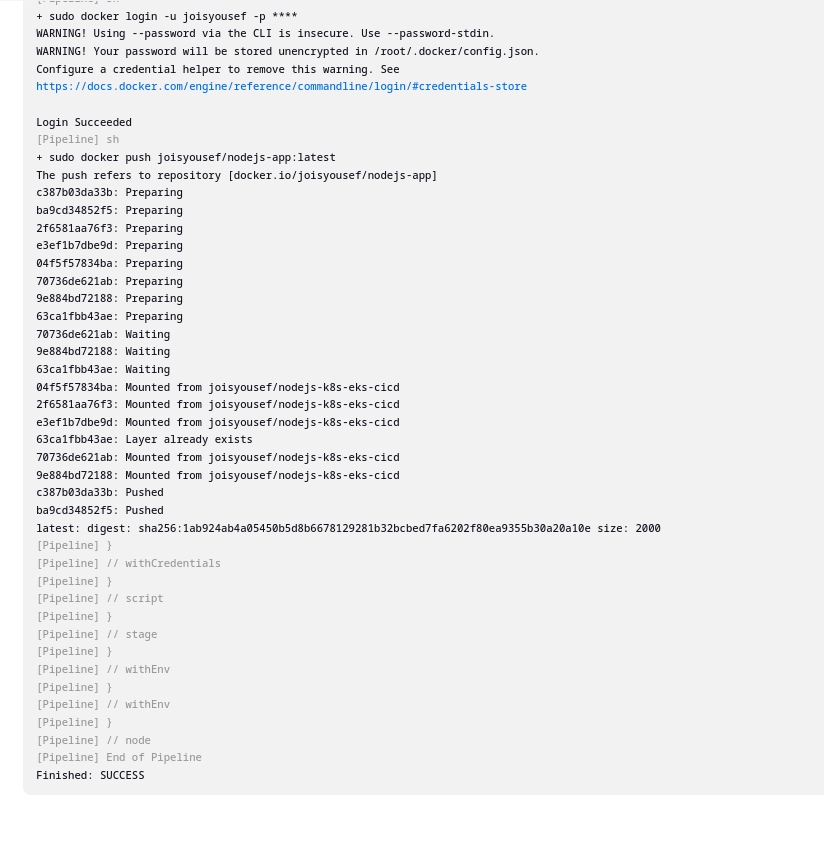 [Pipeline] sh
+ sudo docker login -u joisyousef -p ****
WARNING! Using --password via the CLI is insecure. Use --password-stdin.
WARNING! Your password will be stored unencrypted in /root/.docker/config.json.
Configure a credential helper to remove this warning. See
https://docs.docker.com/engine/reference/commandline/login/#credentials-store
Login Succeeded
[Pipeline] sh
+ sudo docker push joisyousef/nodejs-app:latest
The push refers to repository [docker.io/joisyousef/nodejs-app]
c387b03da33b: Preparing
ba9cd34852f5: Preparing
2f6581aa76f3: Preparing
e3ef1b7dbe9d: Preparing
04f5f57834ba: Preparing
70736de621ab: Preparing
9e884bd72188: Preparing
63ca1fbb43ae: Preparing
70736de621ab: Waiting
9e884bd72188: Waiting
63ca1fbb43ae: Waiting
04f5f57834ba: Mounted from joisyousef/nodejs-k8s-eks-cicd
2f6581aa76f3: Mounted from joisyousef/nodejs-k8s-eks-cicd
e3ef1b7dbe9d: Mounted from joisyousef/nodejs-k8s-eks-cicd
63ca1fbb43ae: Layer already exists
70736de621ab: Mounted from joisyousef/nodejs-k8s-eks-cicd
9e884bd72188: Mounted from joisyousef/nodejs-k8s-eks-cicd
c387b03da33b: Pushed
ba9cd34852f5: Pushed
latest: digest: sha256:1ab924ab4a05450b5d8b6678129281b32bcbed7fa6202f80ea9355b30a20a10e size: 2000
[Pipeline] }
[Pipeline] // withCredentials
[Pipeline] }
[Pipeline] // script
[Pipeline] }
[Pipeline] // stage
[Pipeline] }
[Pipeline] // withEnv
[Pipeline] }
[Pipeline] // withEnv
[Pipeline] }
[Pipeline] // node
[Pipeline] End of Pipeline
Finished: SUCCESS